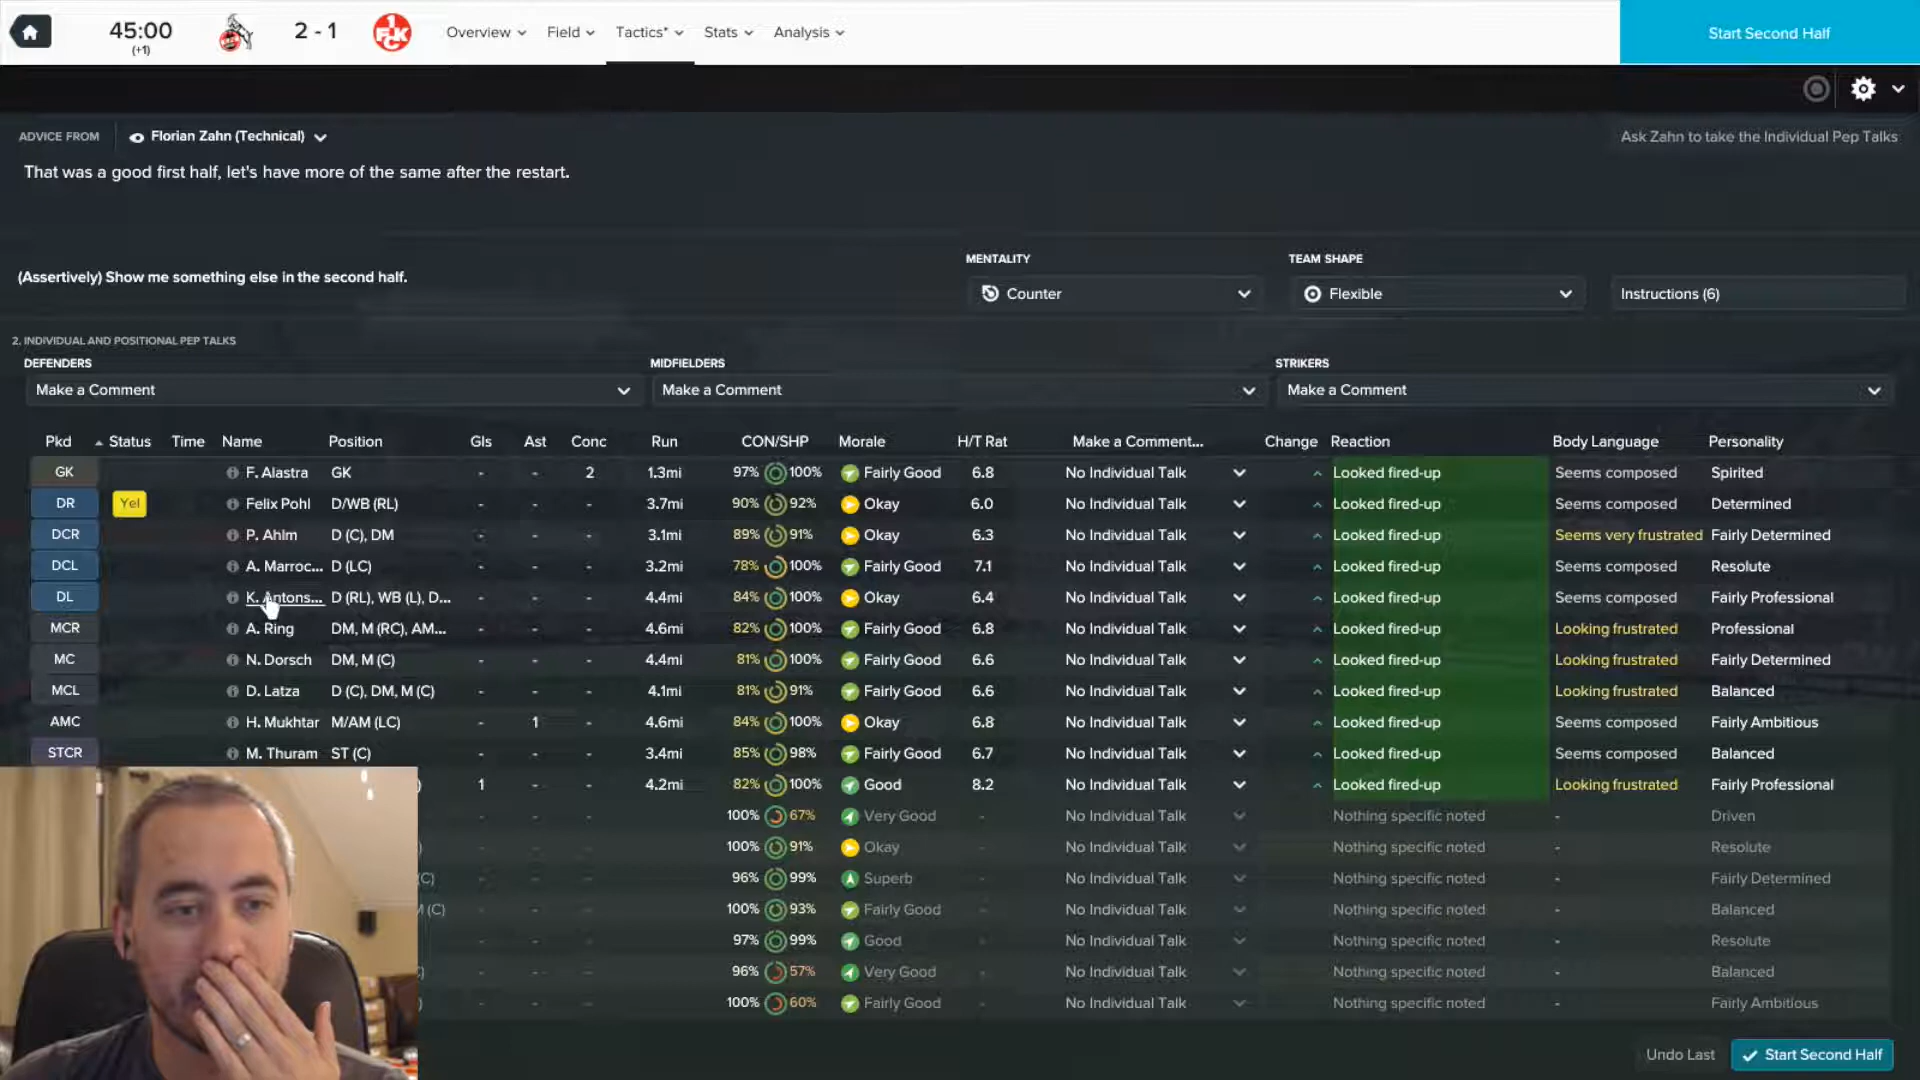 45:00 (+1) 2 - 1 1 FCK Overview Field Tactics* Stats Analysis Start Second Half
ADVICE FROM Florian Zahn (Technical) Ask Zahn to take the Individual Pep Talks
That was a good first half, let's have more of the same after the restart.
MENTALITY TEAM SHAPE
(Assertively) Show me something else in the second half. Counter Flexible Instructions (6)
2. INDIVIDUAL AND POSITIONAL PEP TALKS
DEFENDERS MIDFIELDERS STRIKERS
Make a Comment Make a Comment Make a Comment
Pkd Status Time Name Position Gls Ast Conc Run CON/SHP Morale H/T Rat Make a Comment... Change Reaction Body Language Personality
GK F. Alastra GK - - 2 1.3mi 97% 100% Fairly Good 6.8 No Individual Talk Looked fired-up Seems composed Spirited
DR Yel Felix Pohl D/WB (RL) - - - 3.7mi 90% 92% Okay 6.0 No Individual Talk Looked fired-up Seems composed Determined
DCR P. Ahlm D (C), DM - - - 3.1mi 89% 91% Okay 6.3 No Individual Talk Looked fired-up Seems very frustrated Fairly Determined
DCL A. Marroc... D (LC) - - - 3.2mi 78% 100% Fairly Good 7.1 No Individual Talk Looked fired-up Seems composed Resolute
DL K. Antons... D (RL), WB (L), D... - - - 4.4mi 84% 100% Okay 6.4 No Individual Talk Looked fired-up Seems composed Fairly Professional
MCR A. Ring DM, M (RC), AM... - - - 4.6mi 82% 100% Fairly Good 6.8 No Individual Talk Looked fired-up Looking frustrated Professional
MC N. Dorsch DM, M (C) - - - 4.4mi 81% 100% Fairly Good 6.6 No Individual Talk Looked fired-up Looking frustrated Fairly Determined
MCL D. Latza D (C), DM, M (C) - - - 4.1mi 81% 91% Fairly Good 6.6 No Individual Talk Looked fired-up Looking frustrated Balanced
AMC H. Mukhtar M/AM (LC) - 1 - 4.6mi 84% 100% Okay 6.8 No Individual Talk Looked fired-up Seems composed Fairly Ambitious
STCR M. Thuram ST (C) - - - 3.4mi 85% 98% Fairly Good 6.7 No Individual Talk Looked fired-up Seems composed Balanced
) 1 - - 4.2mi 82% 100% Good 8.2 No Individual Talk Looked fired-up Looking frustrated Fairly Professional
100% 67% Very Good - No Individual Talk Nothing specific noted - Driven
) 100% 91% Okay - No Individual Talk Nothing specific noted - Resolute
(C) 96% 99% Superb - No Individual Talk Nothing specific noted - Fairly Determined
M (C) 100% 93% Fairly Good - No Individual Talk Nothing specific noted - Balanced
97% 99% Good - No Individual Talk Nothing specific noted - Resolute
) 96% 57% Very Good - No Individual Talk Nothing specific noted - Balanced
) 100% 60% Fairly Good - No Individual Talk Nothing specific noted - Fairly Ambitious
Undo Last Start Second Half